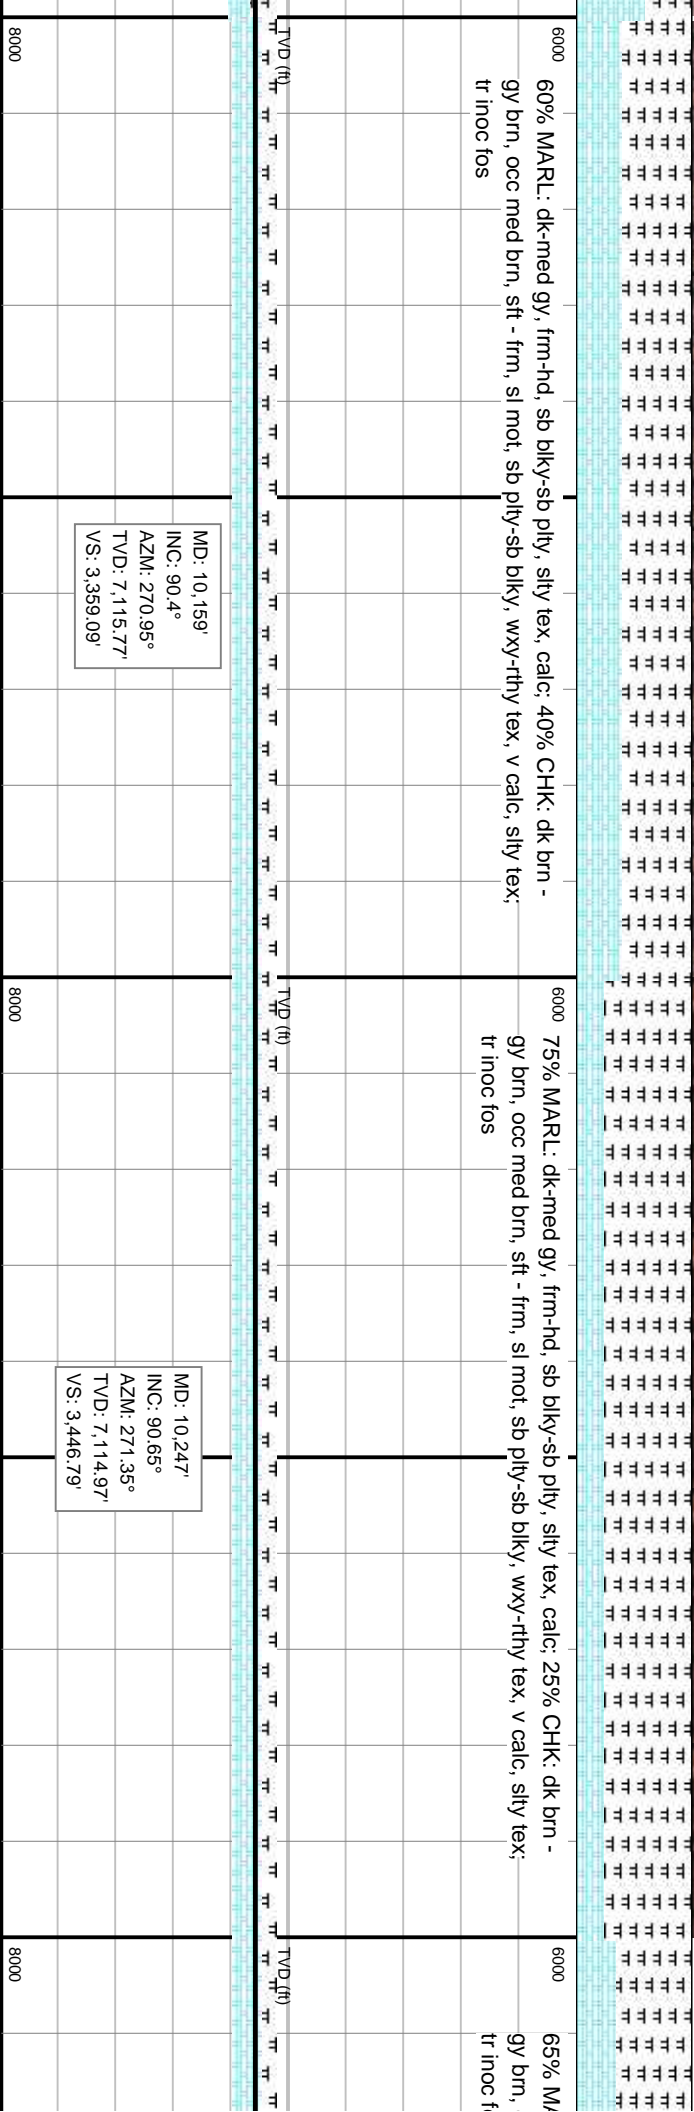 6000
TVD (ft)
8000
60% MARL: dk-med gy, frm-hd, sb blky-sb plty, slty tex, calc; 40% CHK: dk brn -
gy brn, occ med brn, sft - frm, sl mot, sb plty-sb blky, wxy-rthy tex, v calc, slty tex;
tr inoc fos
MD: 10,159'
INC: 90.4°
AZM: 270.95°
TVD: 7,115.77'
VS: 3,359.09'
6000
TVD (ft)
8000
75% MARL: dk-med gy, frm-hd, sb blky-sb plty, slty tex, calc; 25% CHK: dk brn -
gy brn, occ med brn, sft - frm, sl mot, sb plty-sb blky, wxy-rthy tex, v calc, slty tex;
tr inoc fos
MD: 10,247'
INC: 90.65°
AZM: 271.35°
TVD: 7,114.97'
VS: 3,446.79'
6000
TVD (ft)
8000
65% MA
gy brn,
tr inoc f